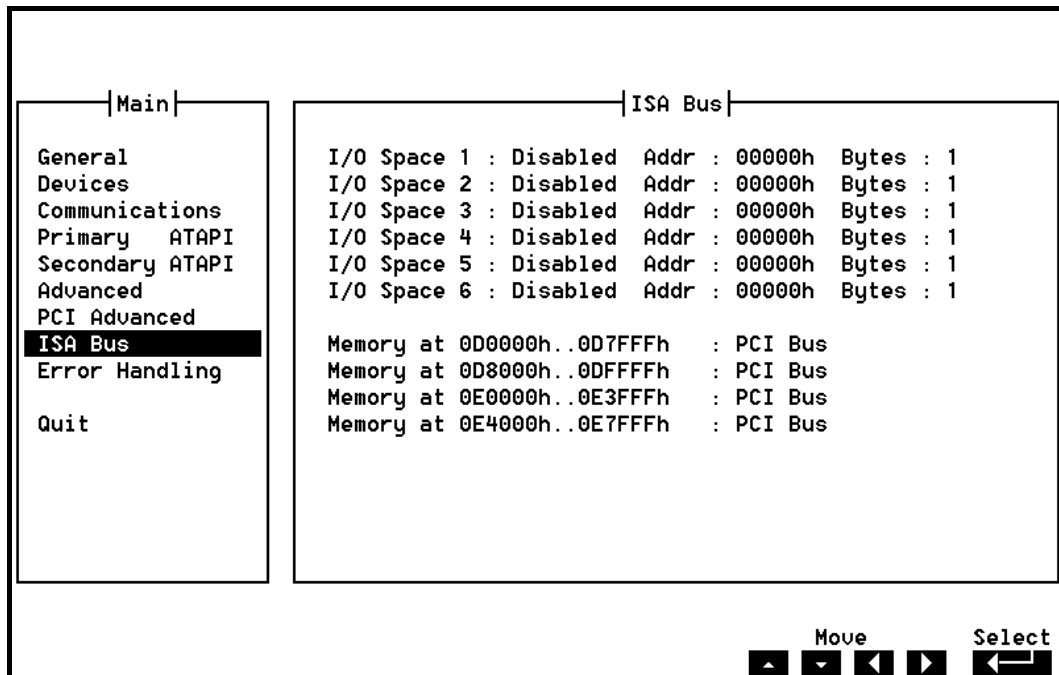 Main
General
Devices
Communications
Primary ATAPI
Secondary ATAPI
Advanced
PCI Advanced
ISA Bus
Error Handling
Quit
ISA Bus
I/O Space 1 : Disabled Addr : 00000h Bytes : 1
I/O Space 2 : Disabled Addr : 00000h Bytes : 1
I/O Space 3 : Disabled Addr : 00000h Bytes : 1
I/O Space 4 : Disabled Addr : 00000h Bytes : 1
I/O Space 5 : Disabled Addr : 00000h Bytes : 1
I/O Space 6 : Disabled Addr : 00000h Bytes : 1
Memory at 0D0000h..0D7FFFh : PCI Bus
Memory at 0D8000h..0DFFFFh : PCI Bus
Memory at 0E0000h..0E3FFFh : PCI Bus
Memory at 0E4000h..0E7FFFh : PCI Bus
Move Select